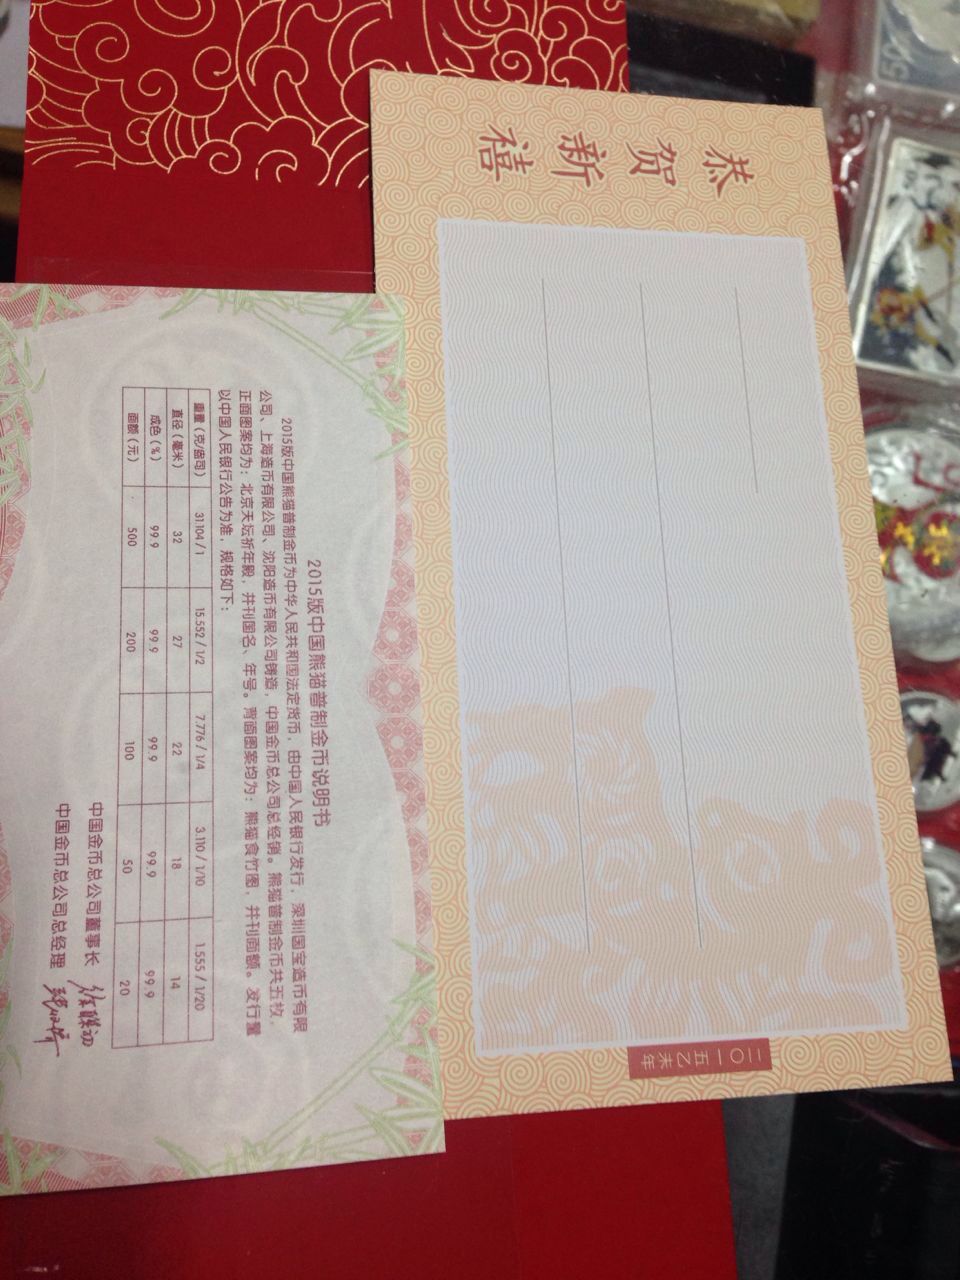 恭贺新禧
二〇一五乙未年
2015版中国熊猫普制金币说明书
2015版中国熊猫普制金币为中华人民共和国法定货币，由中国人民银行发行，深圳国宝造币有限
公司、上海造币有限公司、沈阳造币有限公司铸造，中国金币总公司总经销。熊猫普制金币共五枚，
正面图案均为：北京天坛祈年殿，并刊国名、年号。背面图案均为：熊猫食竹图，并刊面额。发行量
以中国人民银行公告为准，规格如下：
重量（克/盎司） 31.104/1 15.552/1/2 7.776/1/4 3.110/1/10 1.555/1/20
直径（毫米） 32 27 22 18 14
成色（%） 99.9 99.9 99.9 99.9 99.9
面额（元） 500 200 100 50 20
中国金币总公司董事长
中国金币总公司总经理
50